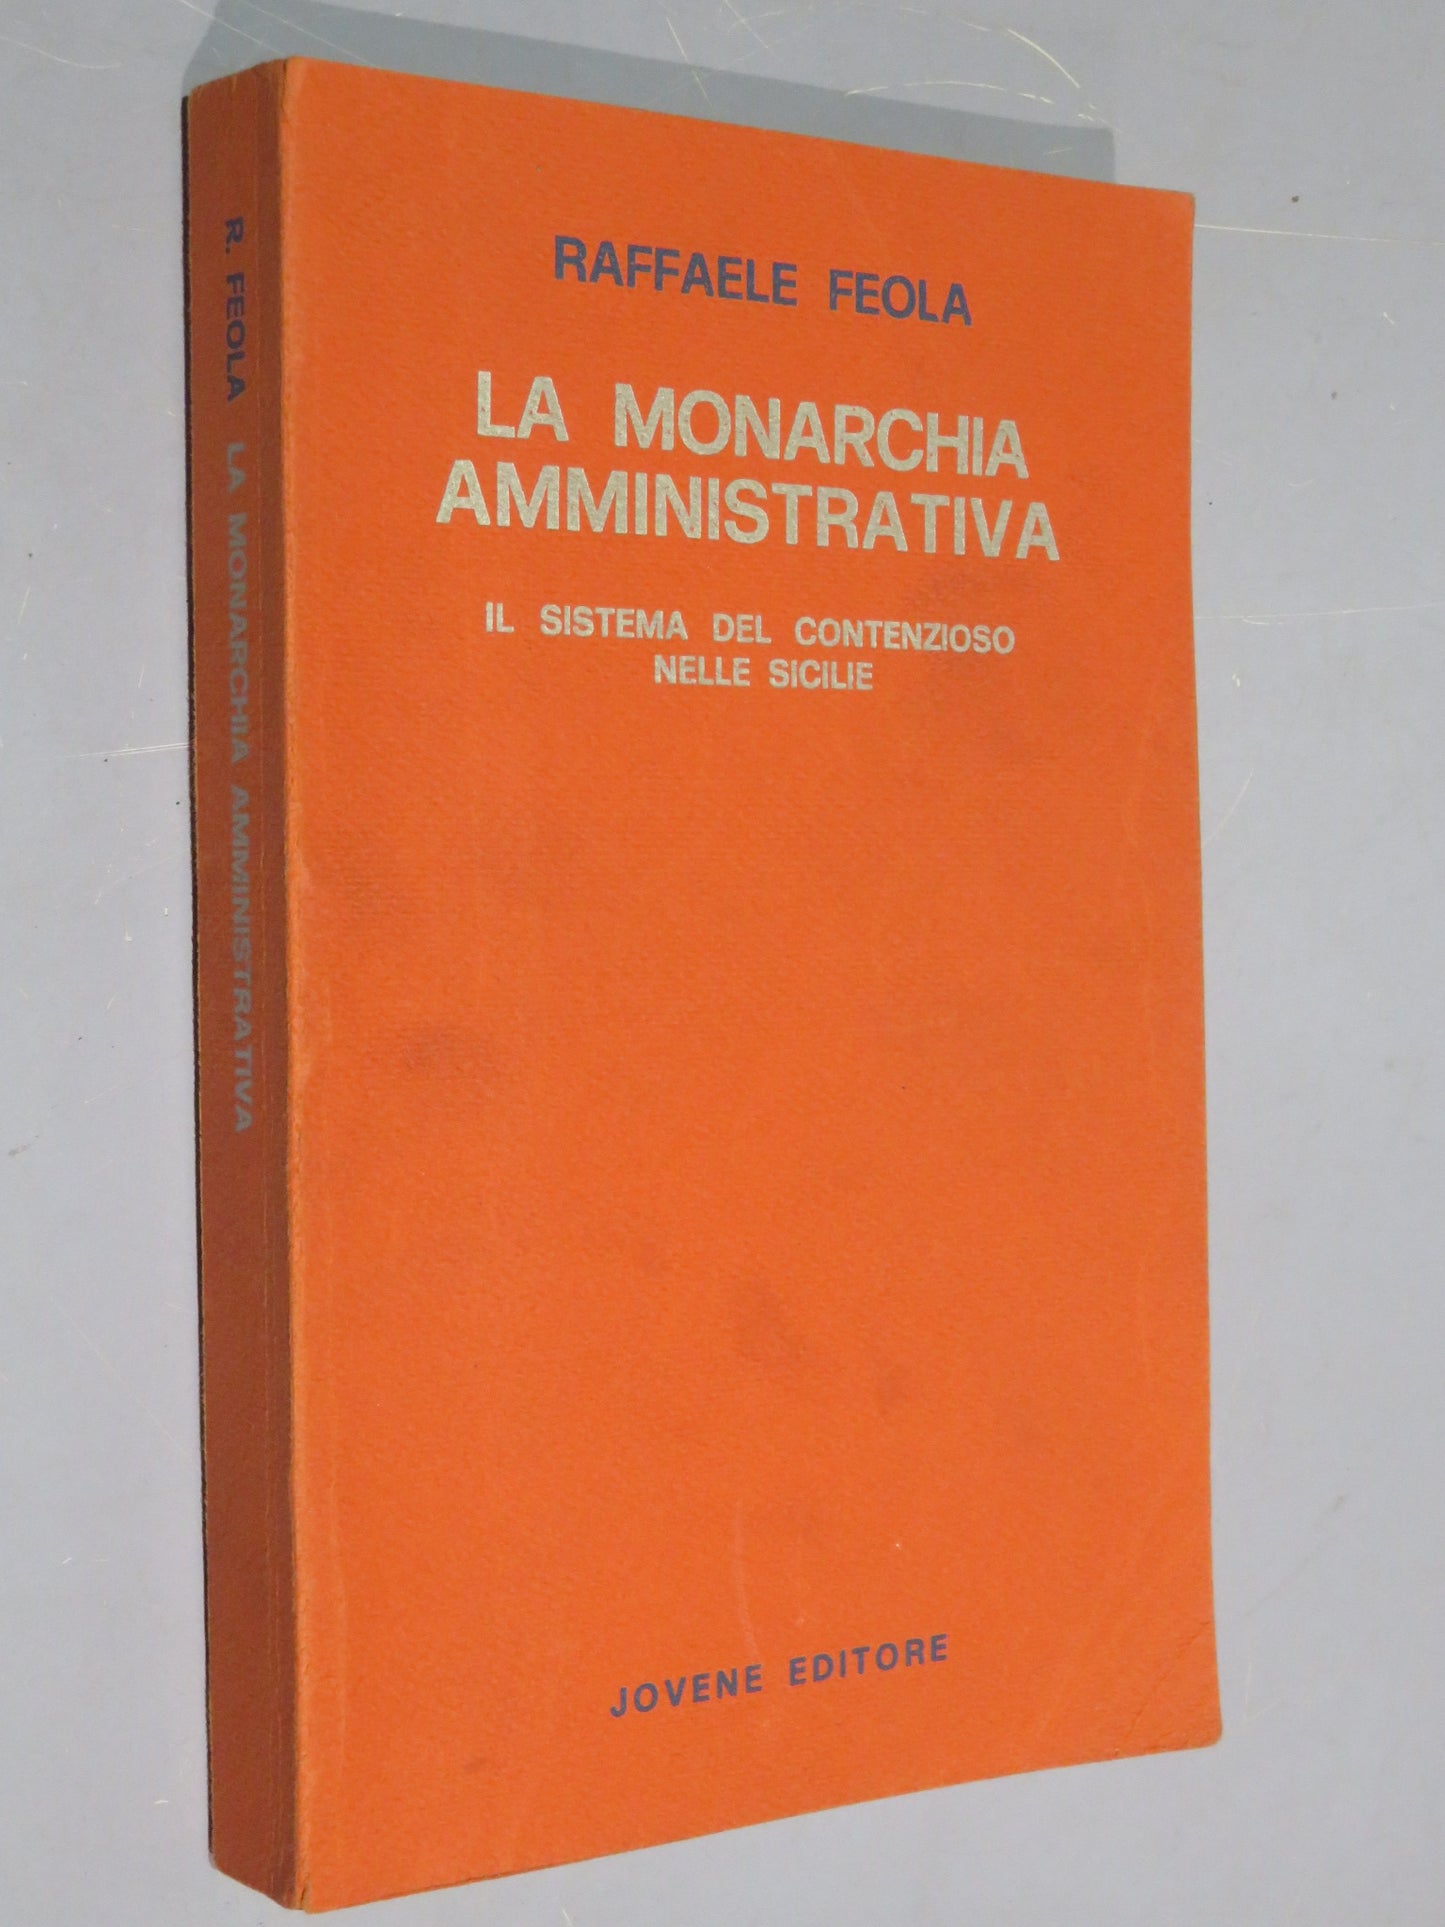 RAFFAELE FEOLA
LA MONARCHIA
AMMINISTRATIVA
IL SISTEMA DEL CONTENZIOSO
NELLE SICILIE
JOVENE EDITORE
R. FEOLA LA MONARCHIA AMMINISTRATIVA